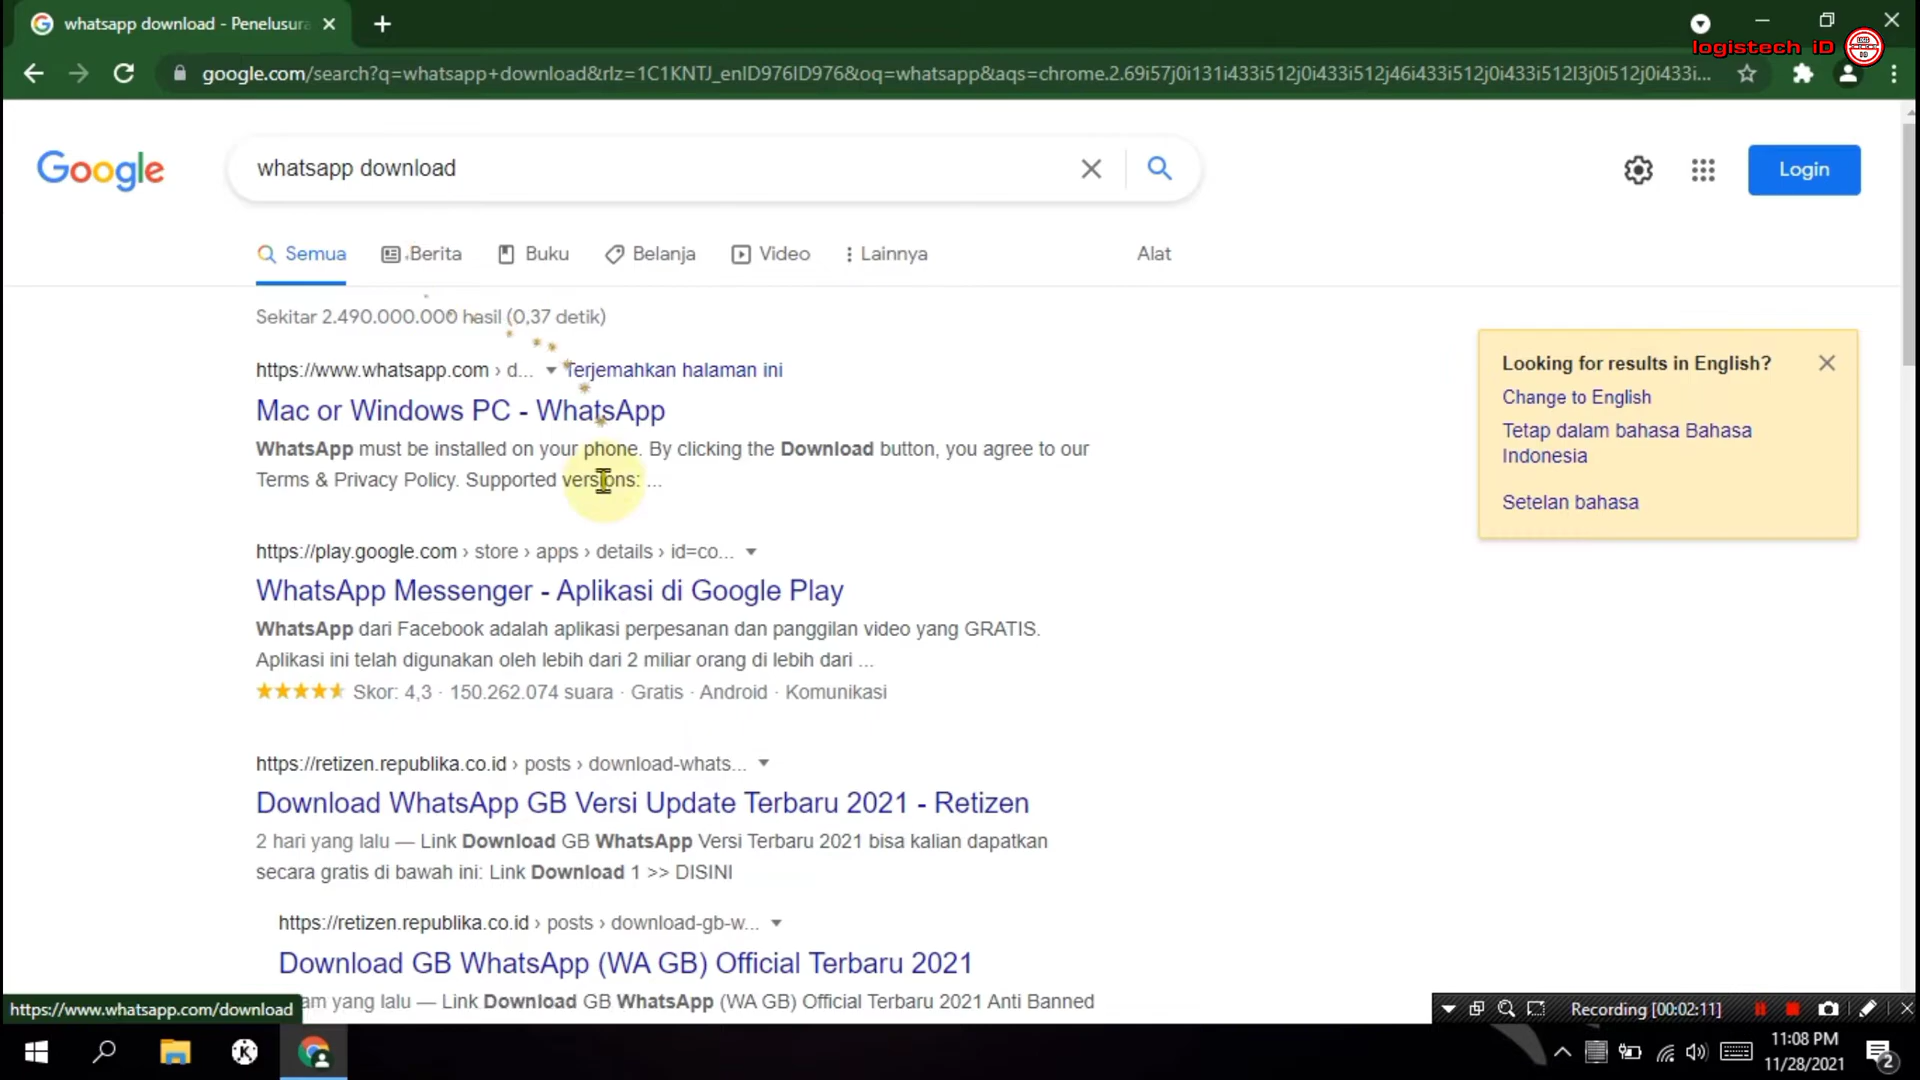 whatsapp download - Penelusura
logistech iD
google.com/search?q=whatsapp+download&rlz=1C1KNTJ_enID976ID976&oq=whatsapp&aqs=chrome.2.69i57j0i131i433i512j0i433i512j46i433i512j0i433i512l3j0i512j0i433i...
Google
whatsapp download
Login
Semua Berita Buku Belanja Video Lainnya Alat
Sekitar 2.490.000.000 hasil (0,37 detik)
https://www.whatsapp.com › d... Terjemahkan halaman ini
Mac or Windows PC - WhatsApp
WhatsApp must be installed on your phone. By clicking the Download button, you agree to our
Terms & Privacy Policy. Supported versions: ...
Looking for results in English?
Change to English
Tetap dalam bahasa Bahasa
Indonesia
Setelan bahasa
https://play.google.com › store › apps › details › id=co...
WhatsApp Messenger - Aplikasi di Google Play
WhatsApp dari Facebook adalah aplikasi perpesanan dan panggilan video yang GRATIS.
Aplikasi ini telah digunakan oleh lebih dari 2 miliar orang di lebih dari ...
Skor: 4,3 · 150.262.074 suara · Gratis · Android · Komunikasi
https://retizen.republika.co.id › posts › download-whats...
Download WhatsApp GB Versi Update Terbaru 2021 - Retizen
2 hari yang lalu — Link Download GB WhatsApp Versi Terbaru 2021 bisa kalian dapatkan
secara gratis di bawah ini: Link Download 1 >> DISINI
https://retizen.republika.co.id › posts › download-gb-w...
Download GB WhatsApp (WA GB) Official Terbaru 2021
am yang lalu — Link Download GB WhatsApp (WA GB) Official Terbaru 2021 Anti Banned
https://www.whatsapp.com/download
Recording [00:02:11]
11:08 PM
11/28/2021
2